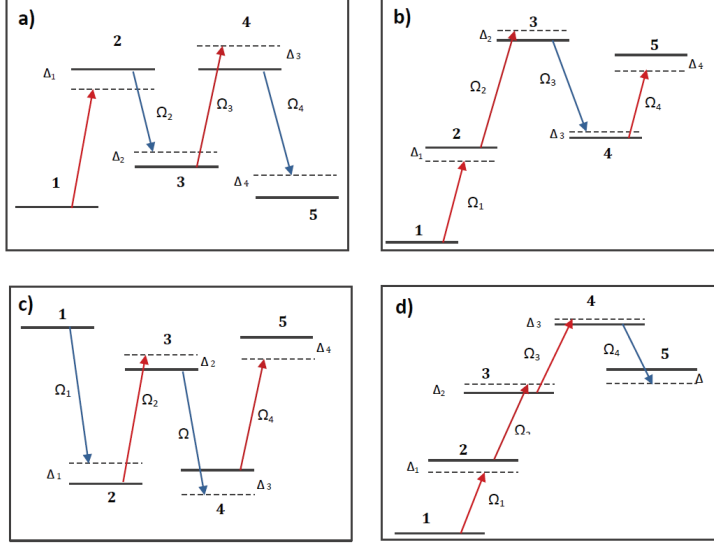 a)
4
2
Δ₃
Δ₁
Ω₂
Ω₃
Ω₄
Δ₂
1
3
Δ₄
5
b)
3
Δ₂
5
Δ₄
Ω₂
Ω₃
Ω₄
2
Δ₃
Δ₁
4
Ω₁
1
c)
1
5
3
Δ₄
Δ₂
Ω₁
Ω₂
Ω₄
Ω
Δ₁
Δ₃
2
4
d)
4
Δ₃
Ω₃
Ω₄
5
3
Δ
Δ₂
Ω
2
Δ₁
Ω₁
1